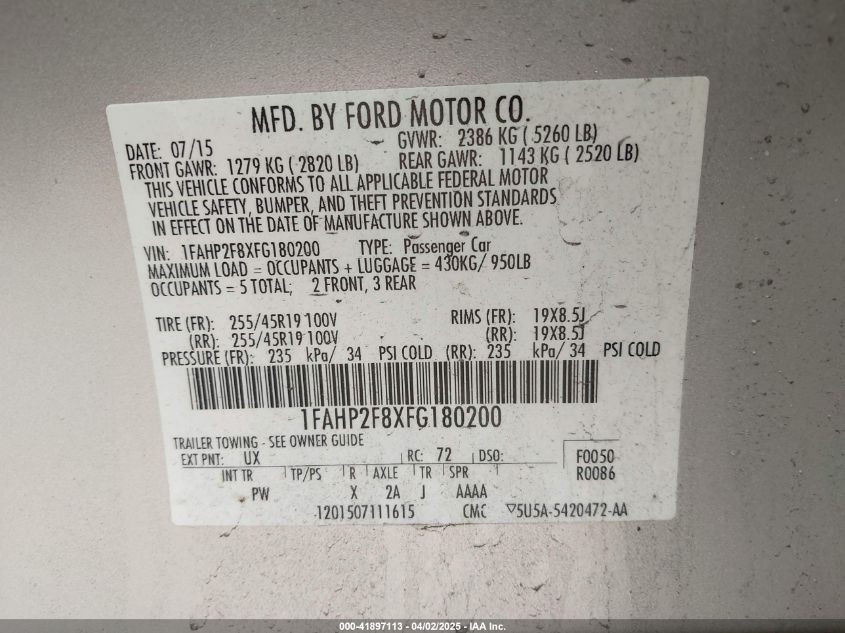 MFD. BY FORD MOTOR CO.
DATE: 07/15 GVWR: 2386 KG ( 5260 LB)
FRONT GAWR: 1279 KG ( 2820 LB) REAR GAWR: 1143 KG ( 2520 LB)
THIS VEHICLE CONFORMS TO ALL APPLICABLE FEDERAL MOTOR
VEHICLE SAFETY, BUMPER, AND THEFT PREVENTION STANDARDS
IN EFFECT ON THE DATE OF MANUFACTURE SHOWN ABOVE.
VIN: 1FAHP2F8XFG180200 TYPE: Passenger Car
MAXIMUM LOAD = OCCUPANTS + LUGGAGE = 430KG/ 950LB
OCCUPANTS = 5 TOTAL; 2 FRONT, 3 REAR
TIRE (FR): 255/45R19 100V RIMS (FR): 19X8.5J
(RR): 255/45R19 100V (RR): 19X8.5J
PRESSURE (FR): 235 kPa/ 34 PSI COLD (RR): 235 kPa/ 34 PSI COLD
1FAHP2F8XFG180200
TRAILER TOWING - SEE OWNER GUIDE
EXT PNT: UX RC: 72 DSO: F0050
INT TR TP/PS R AXLE TR SPR R0086
PW X 2A J AAAA
1201507111615 CMC ▽5U5A-5420472-AA
000-41897113 - 04/02/2025 - IAA Inc.